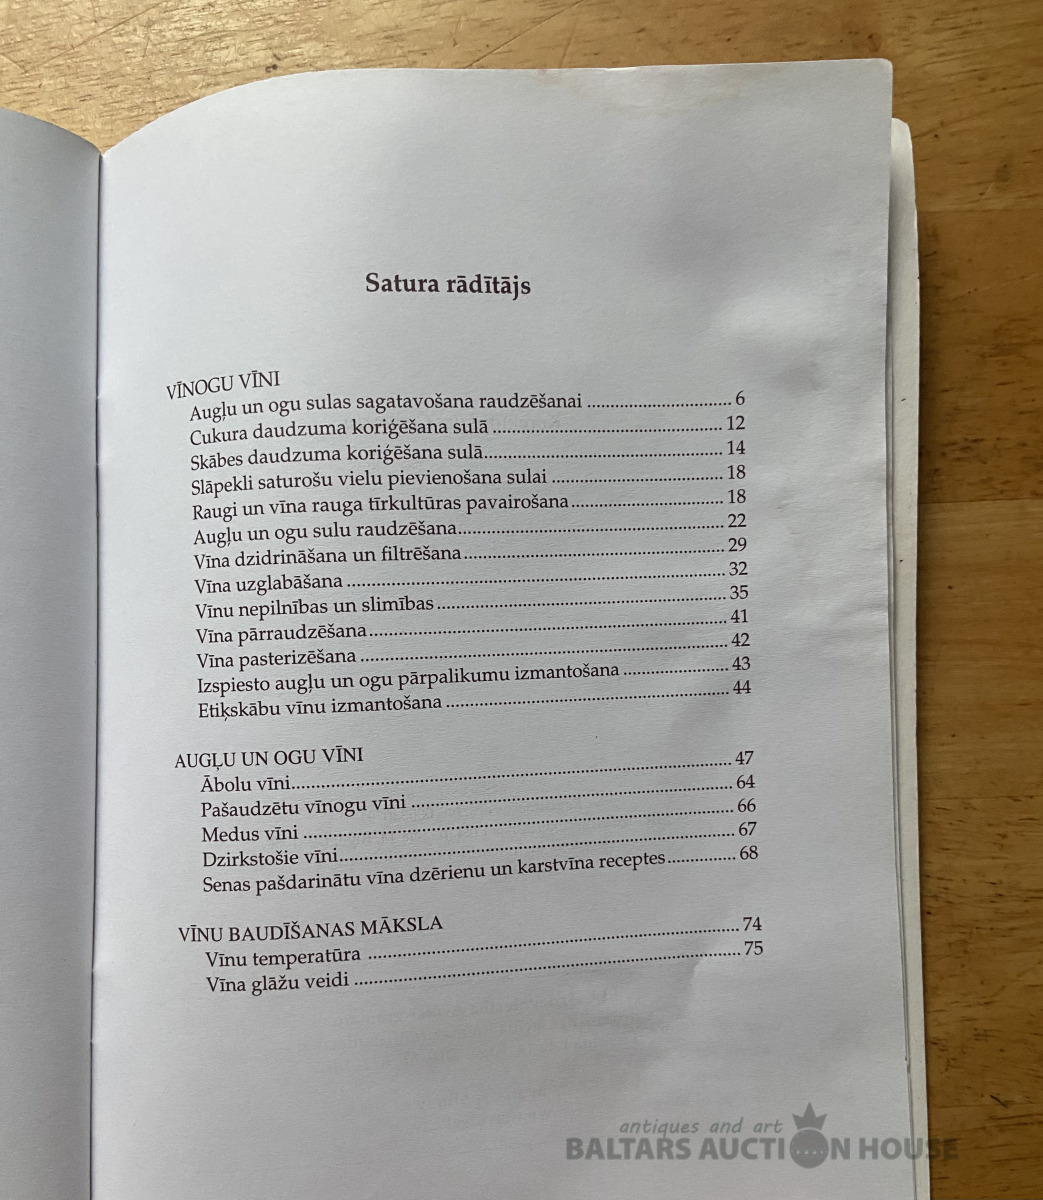 Satura rādītājs
VĪNOGU VĪNI
Augļu un ogu sulas sagatavošana raudzēšanai ............................... 6
Cukura daudzuma koriģēšana sulā ................................................. 12
Skābes daudzuma koriģēšana sulā................................................... 14
Slāpekli saturošu vielu pievienošana sulai ..................................... 18
Raugi un vīna rauga tīrkultūras pavairošana ................................. 18
Augļu un ogu sulu raudzēšana......................................................... 22
Vīna dzidrināšana un filtrēšana........................................................ 29
Vīna uzglabāšana ................................................................................ 32
Vīnu nepilnības un slimības .............................................................. 35
Vīna pārraudzēšana............................................................................ 41
Vīna pasterizēšana .............................................................................. 42
Izspiesto augļu un ogu pārpalikumu izmantošana ....................... 43
Etiķskābu vīnu izmantošana ............................................................. 44
AUGĻU UN OGU VĪNI
Ābolu vīni............................................................................................. 47
Pašaudzētu vīnogu vīni ..................................................................... 64
Medus vīni ........................................................................................... 66
Dzirkstošie vīni.................................................................................... 67
Senas pašdarinātu vīna dzērienu un karstvīna receptes............... 68
VĪNU BAUDĪŠANAS MĀKSLA
Vīnu temperatūra ............................................................................... 74
Vīna glāžu veidi .................................................................................. 75
antiques and art
BALTARS AUCTION HOUSE